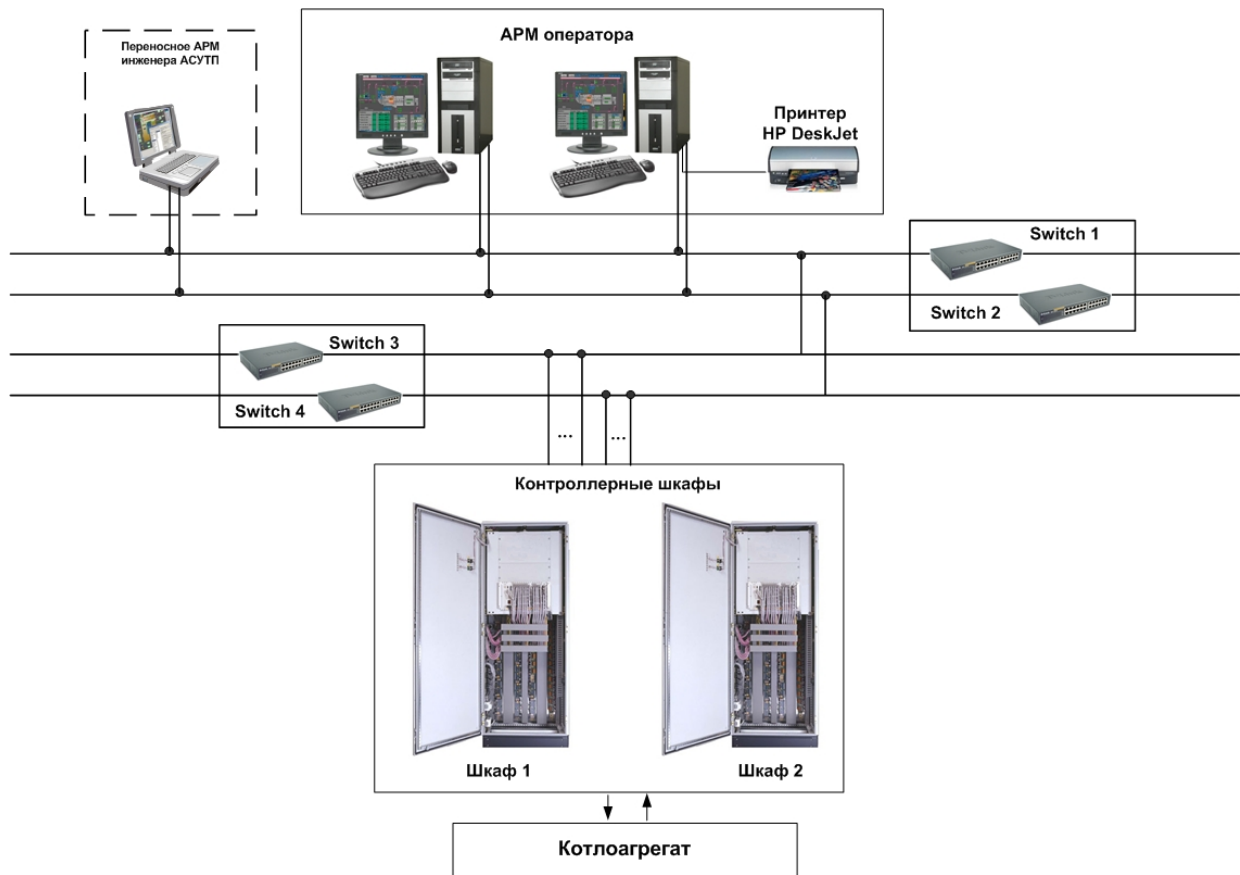 Переносное АРМ
инженера АСУТП
АРМ оператора
Принтер
HP DeskJet
Switch 1
Switch 2
Switch 3
Switch 4
...
...
Контроллерные шкафы
Шкаф 1
Шкаф 2
Котлоагрегат